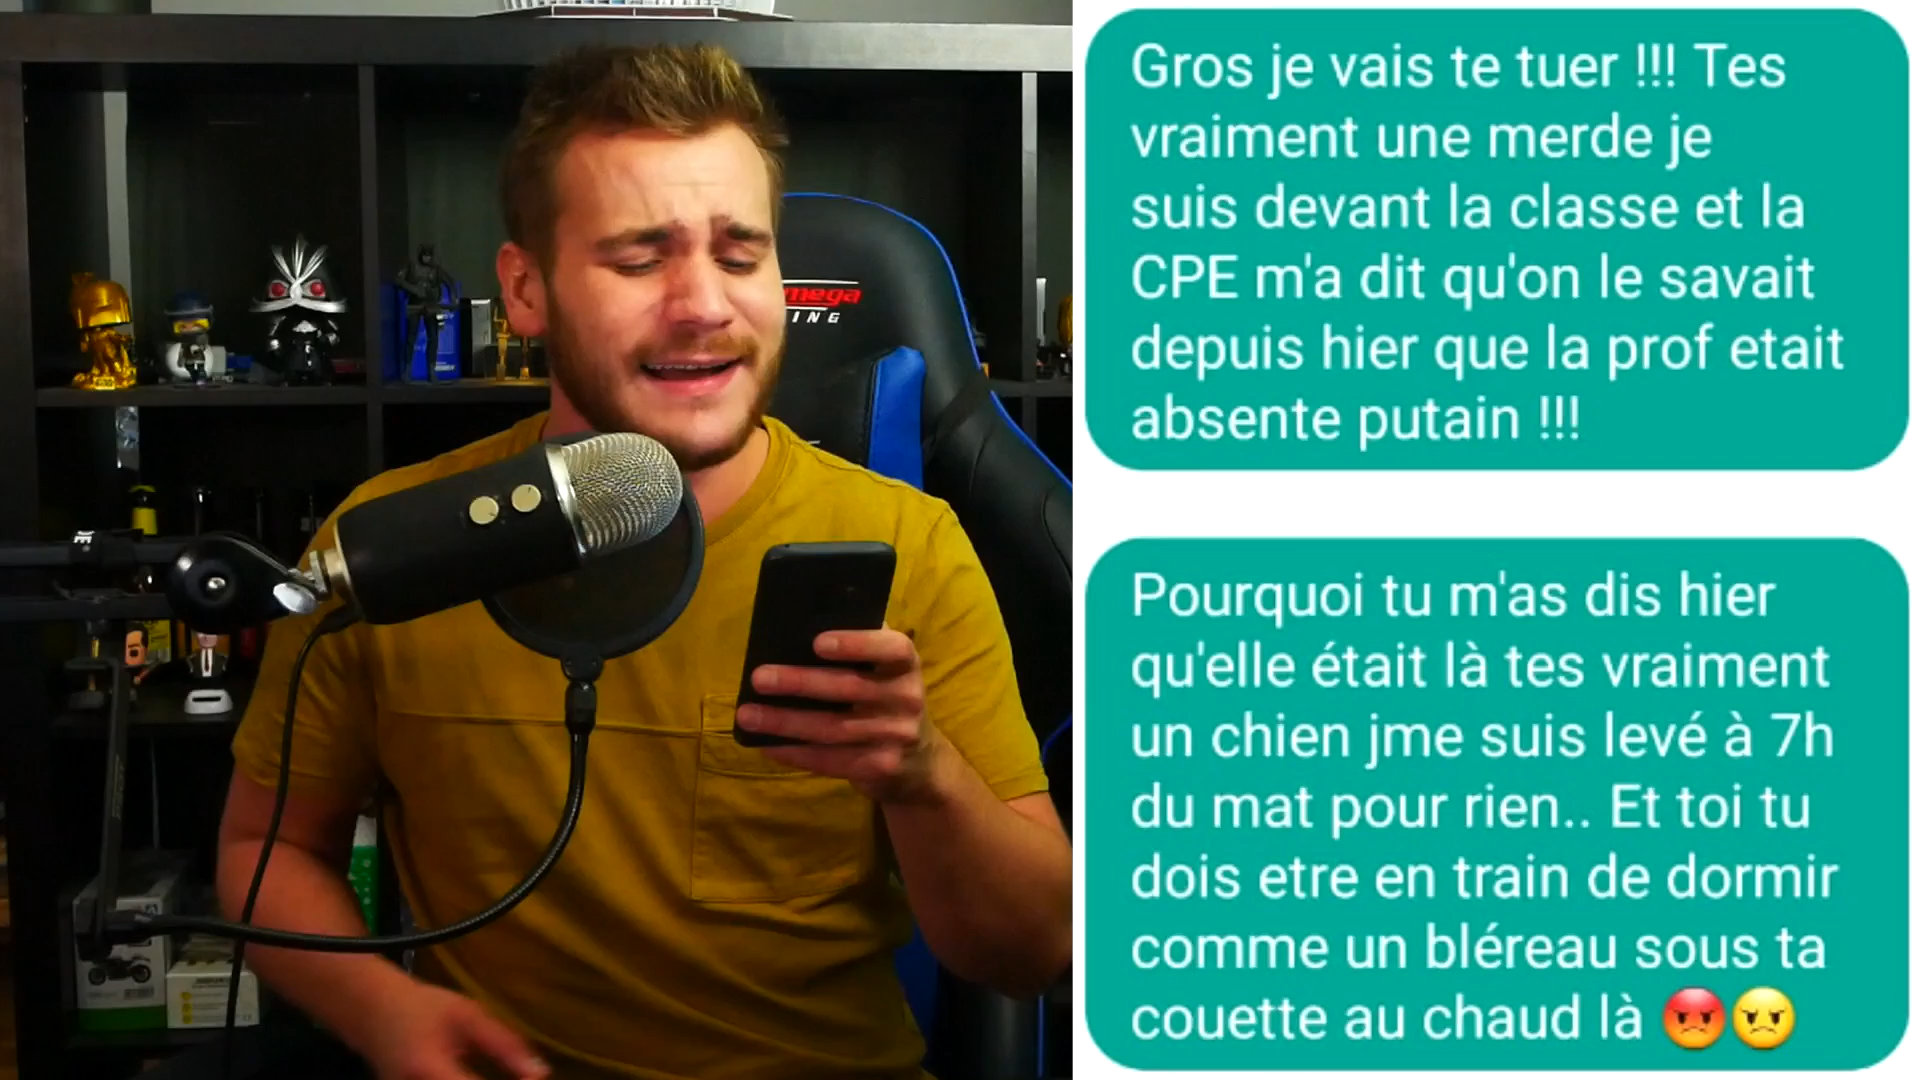 mega
ING
Gros je vais te tuer !!! Tes
vraiment une merde je
suis devant la classe et la
CPE m'a dit qu'on le savait
depuis hier que la prof etait
absente putain !!!
Pourquoi tu m'as dis hier
qu'elle était là tes vraiment
un chien jme suis levé à 7h
du mat pour rien.. Et toi tu
dois etre en train de dormir
comme un bléreau sous ta
couette au chaud là 😡😠